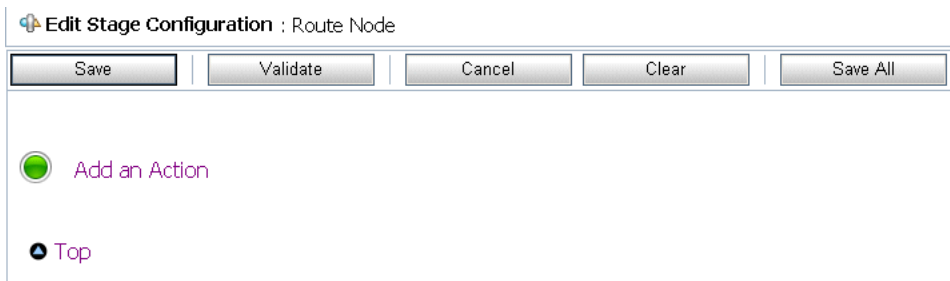 Edit Stage Configuration : Route Node
Save Validate Cancel Clear Save All
Add an Action
Top